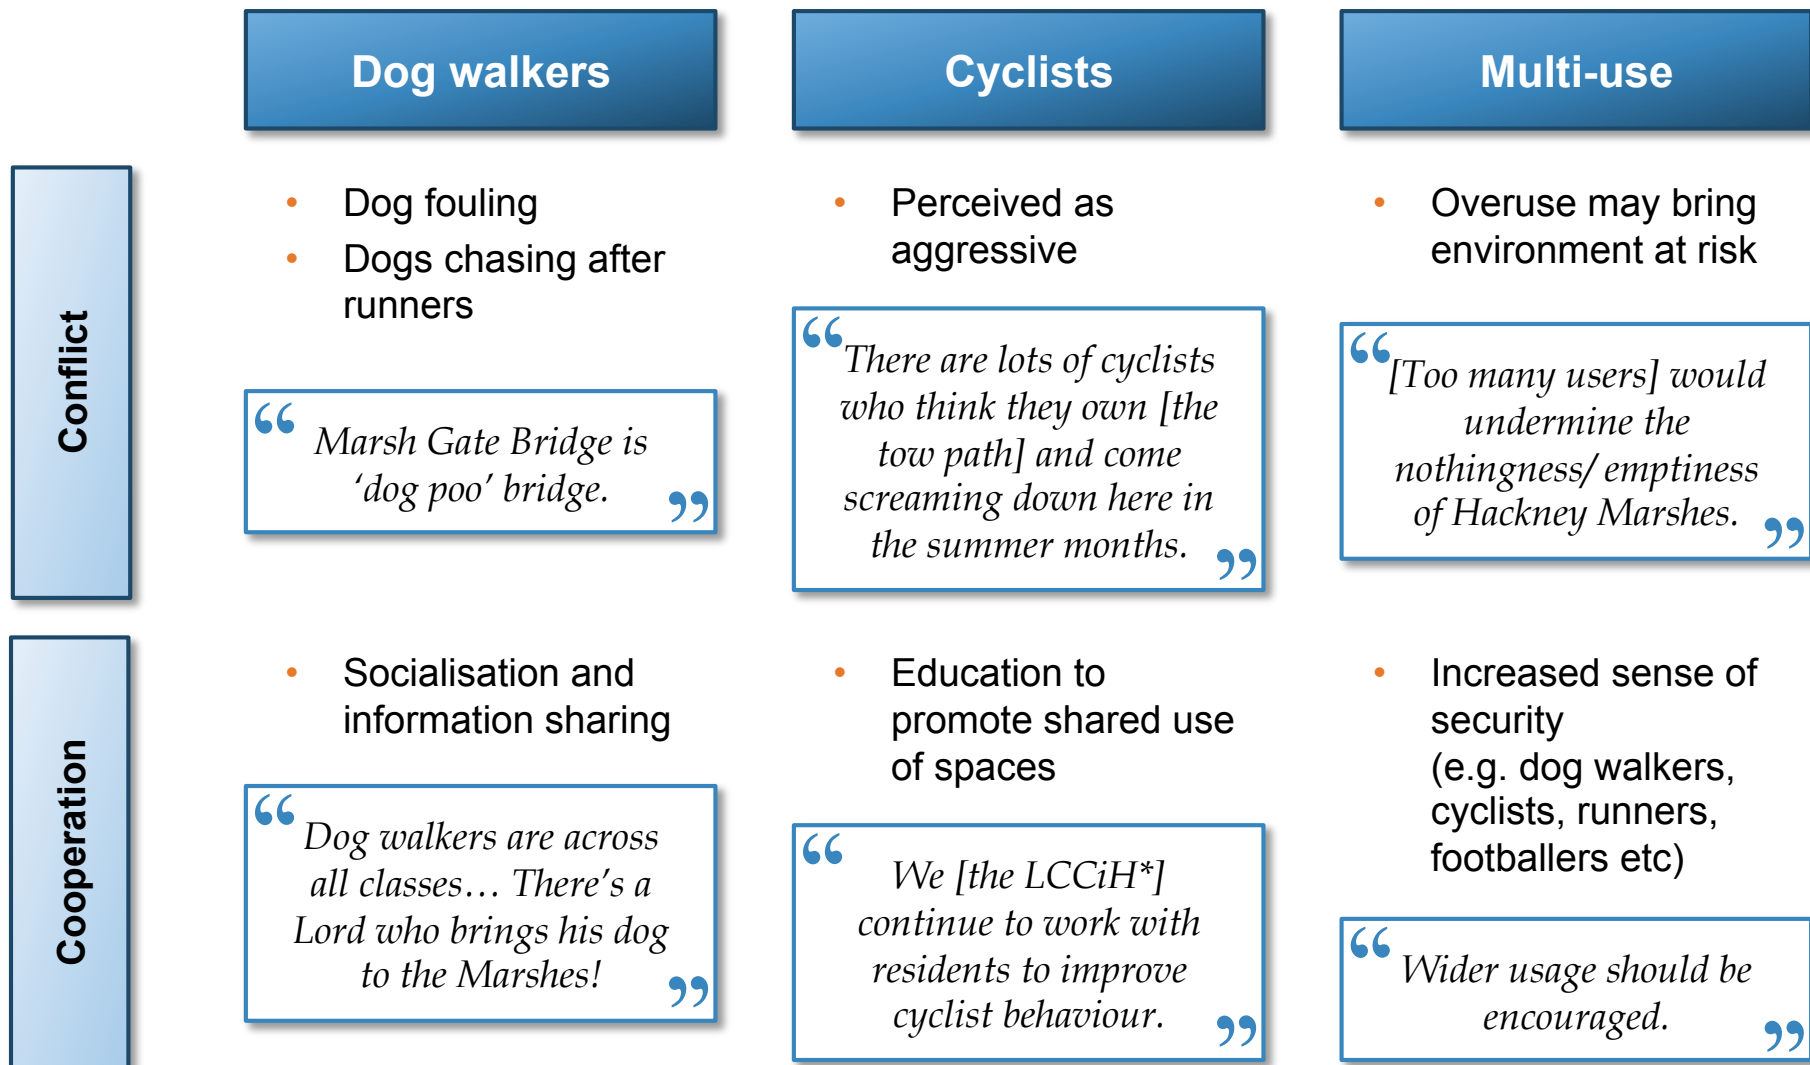 Dog walkers
Cyclists
Multi-use
Conflict
• Dog fouling
• Dogs chasing after
runners
“ Marsh Gate Bridge is
‘dog poo’ bridge. ”
• Perceived as
aggressive
“ There are lots of cyclists
who think they own [the
tow path] and come
screaming down here in
the summer months. ”
• Overuse may bring
environment at risk
“ [Too many users] would
undermine the
nothingness/ emptiness
of Hackney Marshes. ”
Cooperation
• Socialisation and
information sharing
“ Dog walkers are across
all classes… There’s a
Lord who brings his dog
to the Marshes! ”
• Education to
promote shared use
of spaces
“ We [the LCCiH*]
continue to work with
residents to improve
cyclist behaviour. ”
• Increased sense of
security
(e.g. dog walkers,
cyclists, runners,
footballers etc)
“ Wider usage should be
encouraged. ”